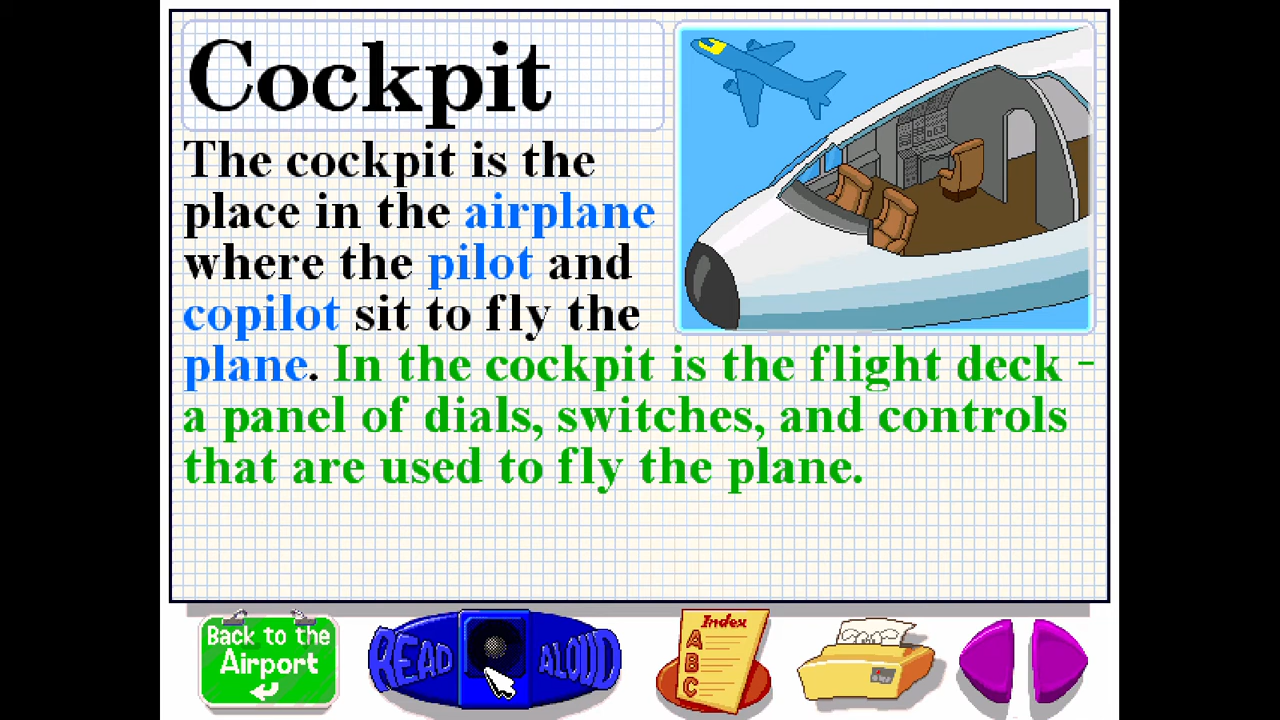 Cockpit
The cockpit is the
place in the airplane
where the pilot and
copilot sit to fly the
plane. In the cockpit is the flight deck -
a panel of dials, switches, and controls
that are used to fly the plane.
Back to the
Airport
READ ALOUD
Index
A
B
C